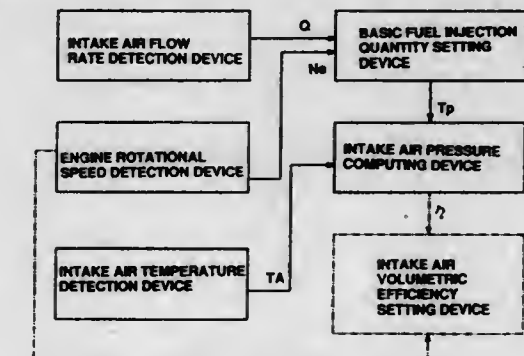 INTAKE AIR FLOW
RATE DETECTION DEVICE
Q
Ne
BASIC FUEL INJECTION
QUANTITY SETTING
DEVICE
Tp
ENGINE ROTATIONAL
SPEED DETECTION DEVICE
INTAKE AIR PRESSURE
COMPUTING DEVICE
η
INTAKE AIR TEMPERATURE
DETECTION DEVICE
TA
INTAKE AIR
VOLUMETRIC
EFFICIENCY
SETTING DEVICE